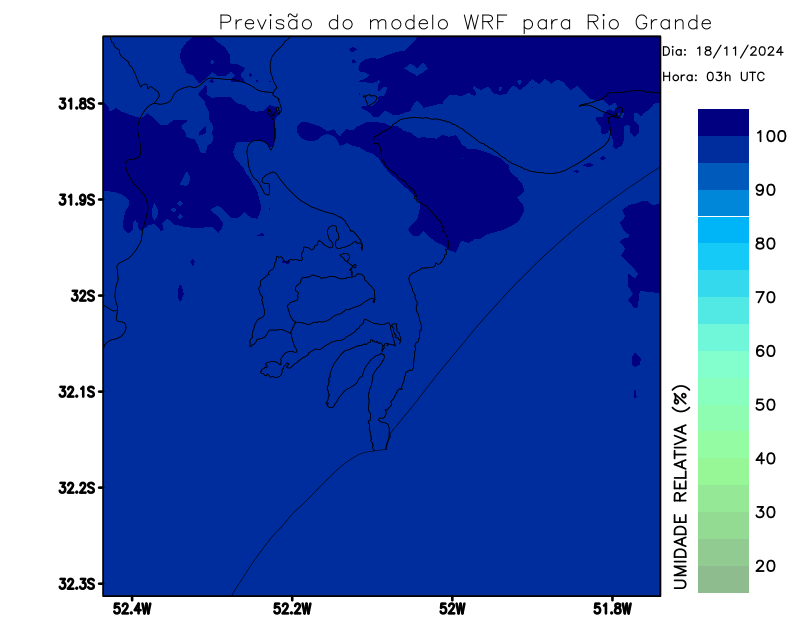 Previsão do modelo WRF para Rio Grande
Dia: 18/11/2024
Hora: 03h UTC
31.8S
31.9S
32S
32.1S
32.2S
32.3S
52.4W
52.2W
52W
51.8W
UMIDADE RELATIVA (%)
100
90
80
70
60
50
40
30
20